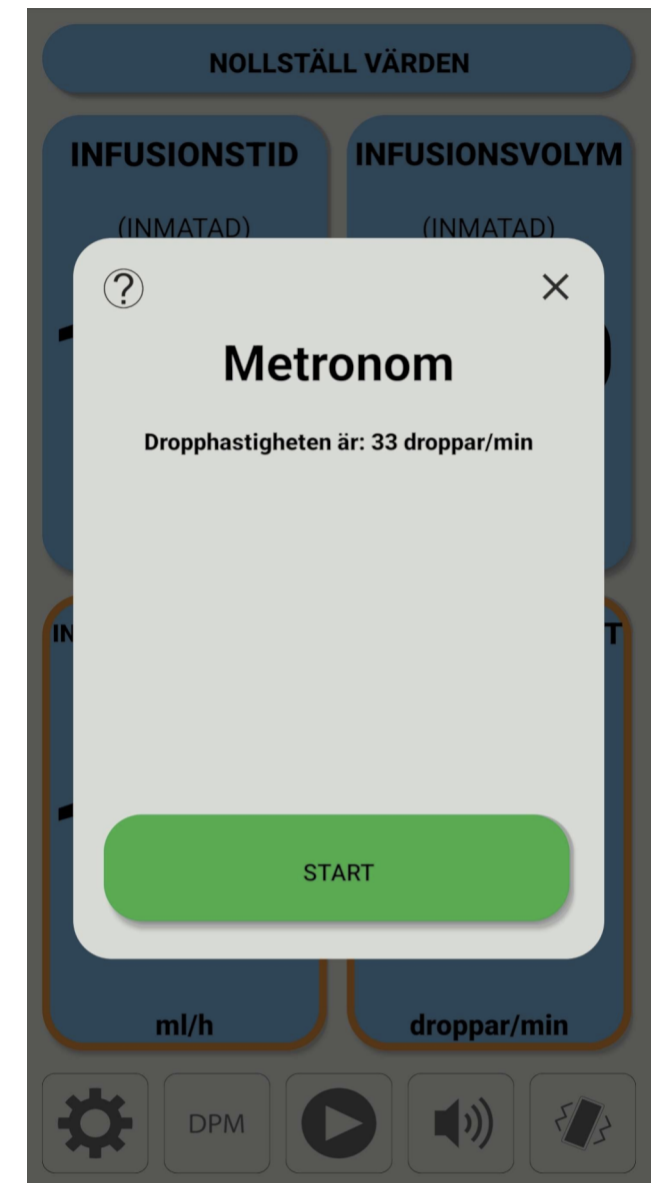 NOLLSTÄLL VÄRDEN
INFUSIONSTID
INFUSIONSVOLYM
(INMATAD)
(INMATAD)
?
Metronom
Dropphastigheten är: 33 droppar/min
START
ml/h
droppar/min
DPM